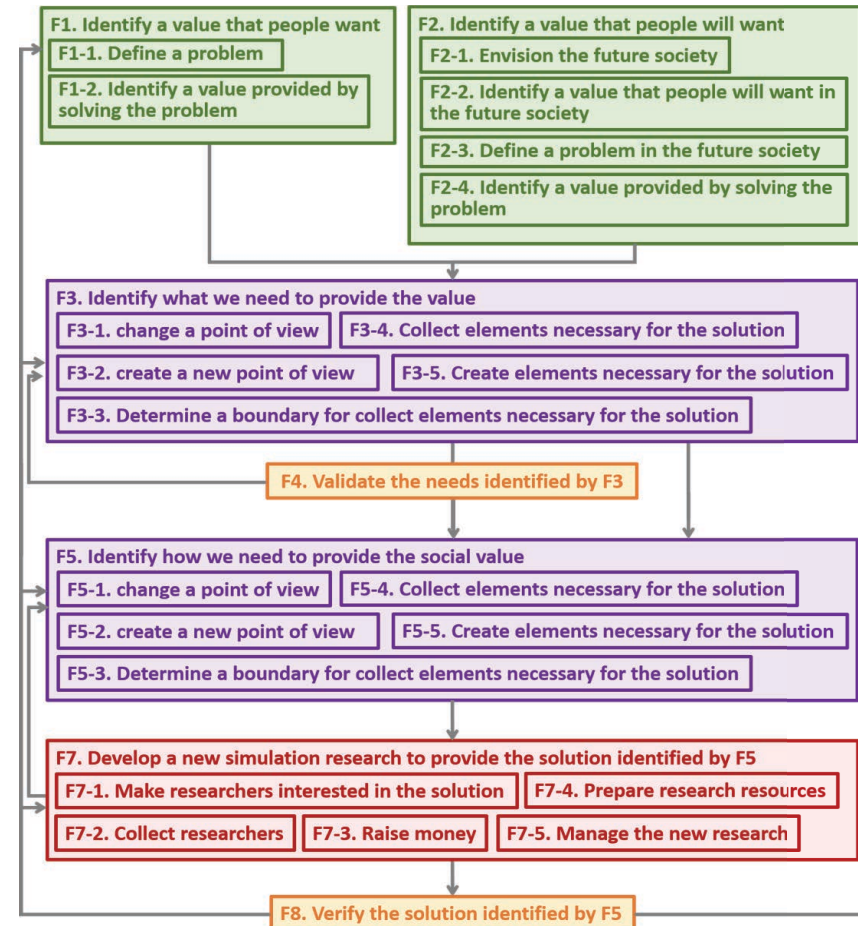 F1. Identify a value that people want
F1-1. Define a problem
F1-2. Identify a value provided by
solving the problem
F2. Identify a value that people will want
F2-1. Envision the future society
F2-2. Identify a value that people will want in
the future society
F2-3. Define a problem in the future society
F2-4. Identify a value provided by solving the
problem
F3. Identify what we need to provide the value
F3-1. change a point of view
F3-4. Collect elements necessary for the solution
F3-2. create a new point of view
F3-5. Create elements necessary for the solution
F3-3. Determine a boundary for collect elements necessary for the solution
F4. Validate the needs identified by F3
F5. Identify how we need to provide the social value
F5-1. change a point of view
F5-4. Collect elements necessary for the solution
F5-2. create a new point of view
F5-5. Create elements necessary for the solution
F5-3. Determine a boundary for collect elements necessary for the solution
F7. Develop a new simulation research to provide the solution identified by F5
F7-1. Make researchers interested in the solution
F7-4. Prepare research resources
F7-2. Collect researchers
F7-3. Raise money
F7-5. Manage the new research
F8. Verify the solution identified by F5